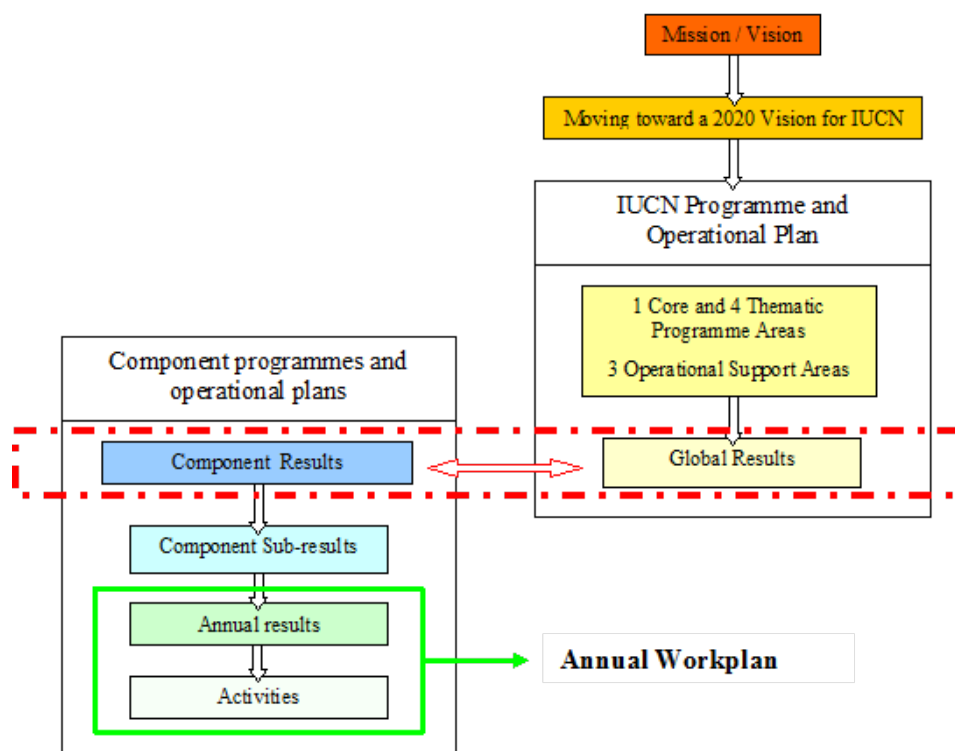 Mission / Vision
Moving toward a 2020 Vision for IUCN
IUCN Programme and
Operational Plan
1 Core and 4 Thematic
Programme Areas
3 Operational Support Areas
Global Results
Component programmes and
operational plans
Component Results
Component Sub-results
Annual results
Activities
Annual Workplan